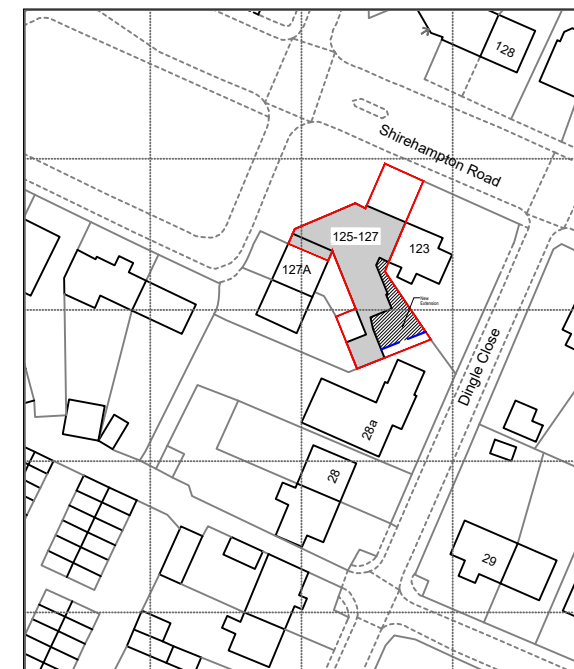 128
Shirehampton Road
125-127
123
127A
New
Extension
Dingle Close
28a
28
29